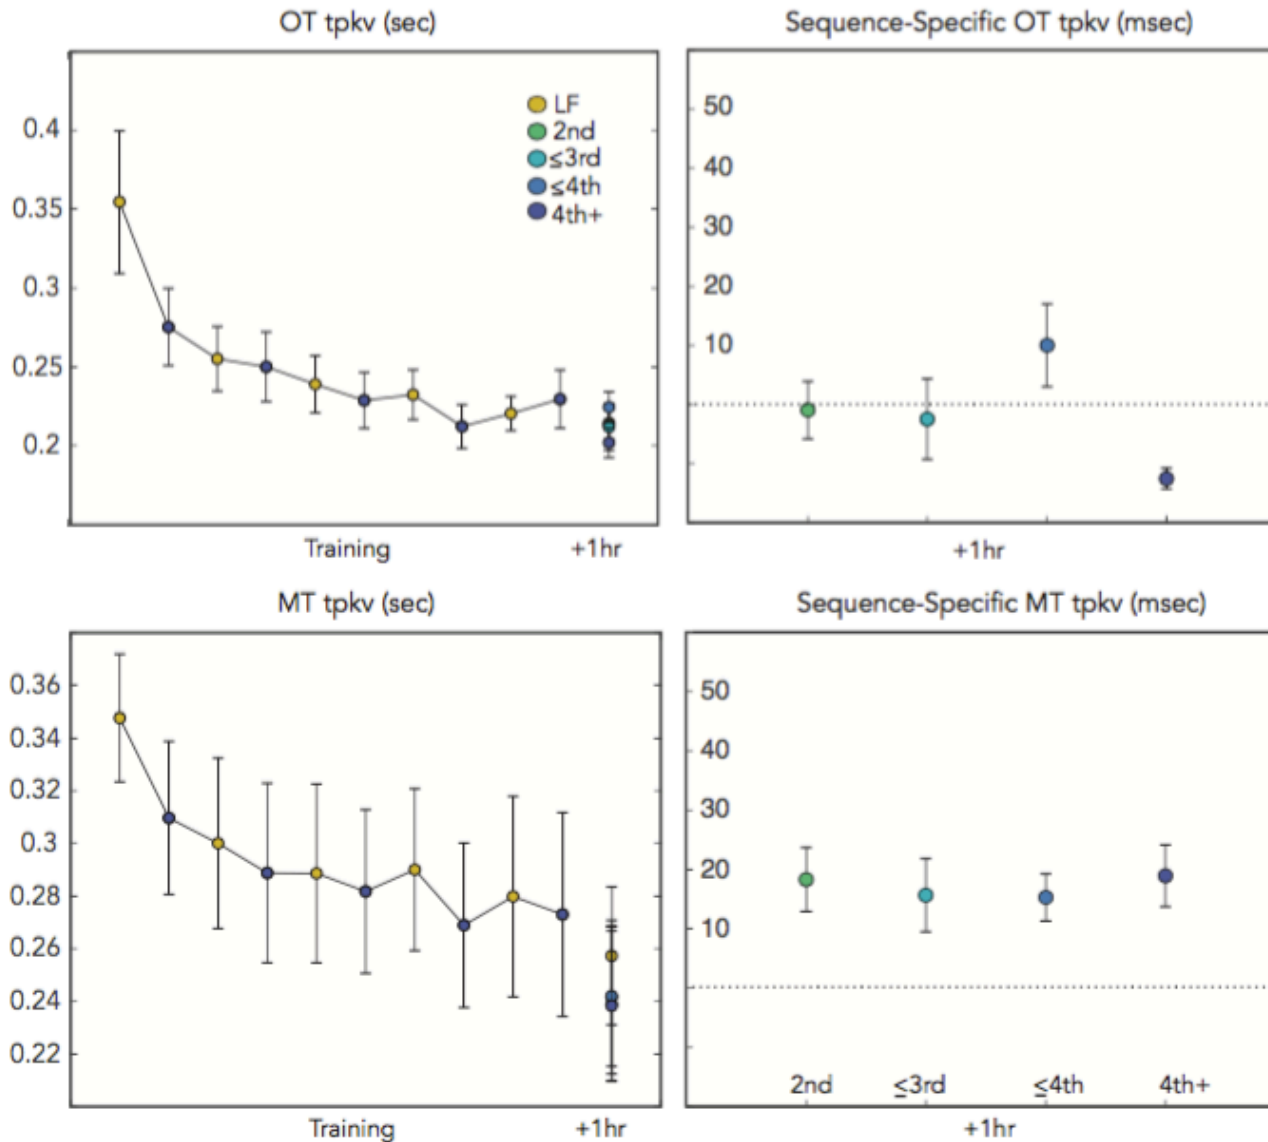 OT tpkv (sec)
0.4
0.35
0.3
0.25
0.2
LF
2nd
≤3rd
≤4th
4th+
Training
+1hr
Sequence-Specific OT tpkv (msec)
50
40
30
20
10
+1hr
MT tpkv (sec)
0.36
0.34
0.32
0.3
0.28
0.26
0.24
0.22
Training
+1hr
Sequence-Specific MT tpkv (msec)
50
40
30
20
10
2nd
≤3rd
≤4th
4th+
+1hr